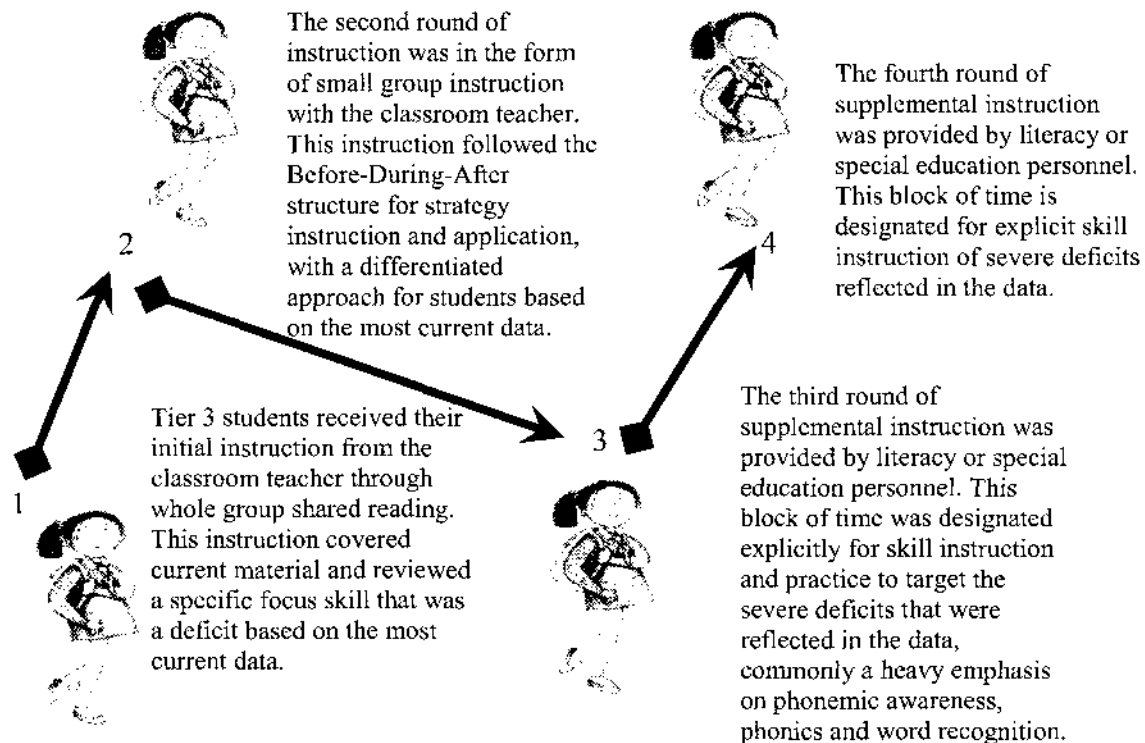 1
Tier 3 students received their
initial instruction from the
classroom teacher through
whole group shared reading.
This instruction covered
current material and reviewed
a specific focus skill that was
a deficit based on the most
current data.
2
The second round of
instruction was in the form
of small group instruction
with the classroom teacher.
This instruction followed the
Before-During-After
structure for strategy
instruction and application,
with a differentiated
approach for students based
on the most current data.
3
The third round of
supplemental instruction was
provided by literacy or special
education personnel. This
block of time was designated
explicitly for skill instruction
and practice to target the
severe deficits that were
reflected in the data,
commonly a heavy emphasis
on phonemic awareness,
phonics and word recognition.
4
The fourth round of
supplemental instruction
was provided by literacy or
special education personnel.
This block of time is
designated for explicit skill
instruction of severe deficits
reflected in the data.